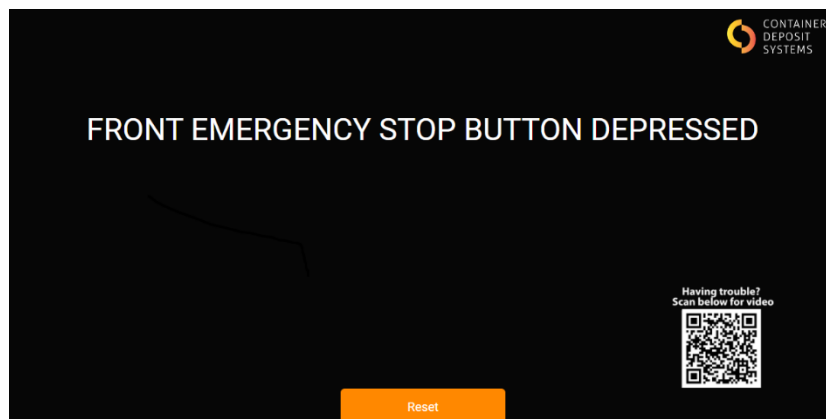 CONTAINER
DEPOSIT
SYSTEMS
FRONT EMERGENCY STOP BUTTON DEPRESSED
Having trouble?
Scan below for video
Reset